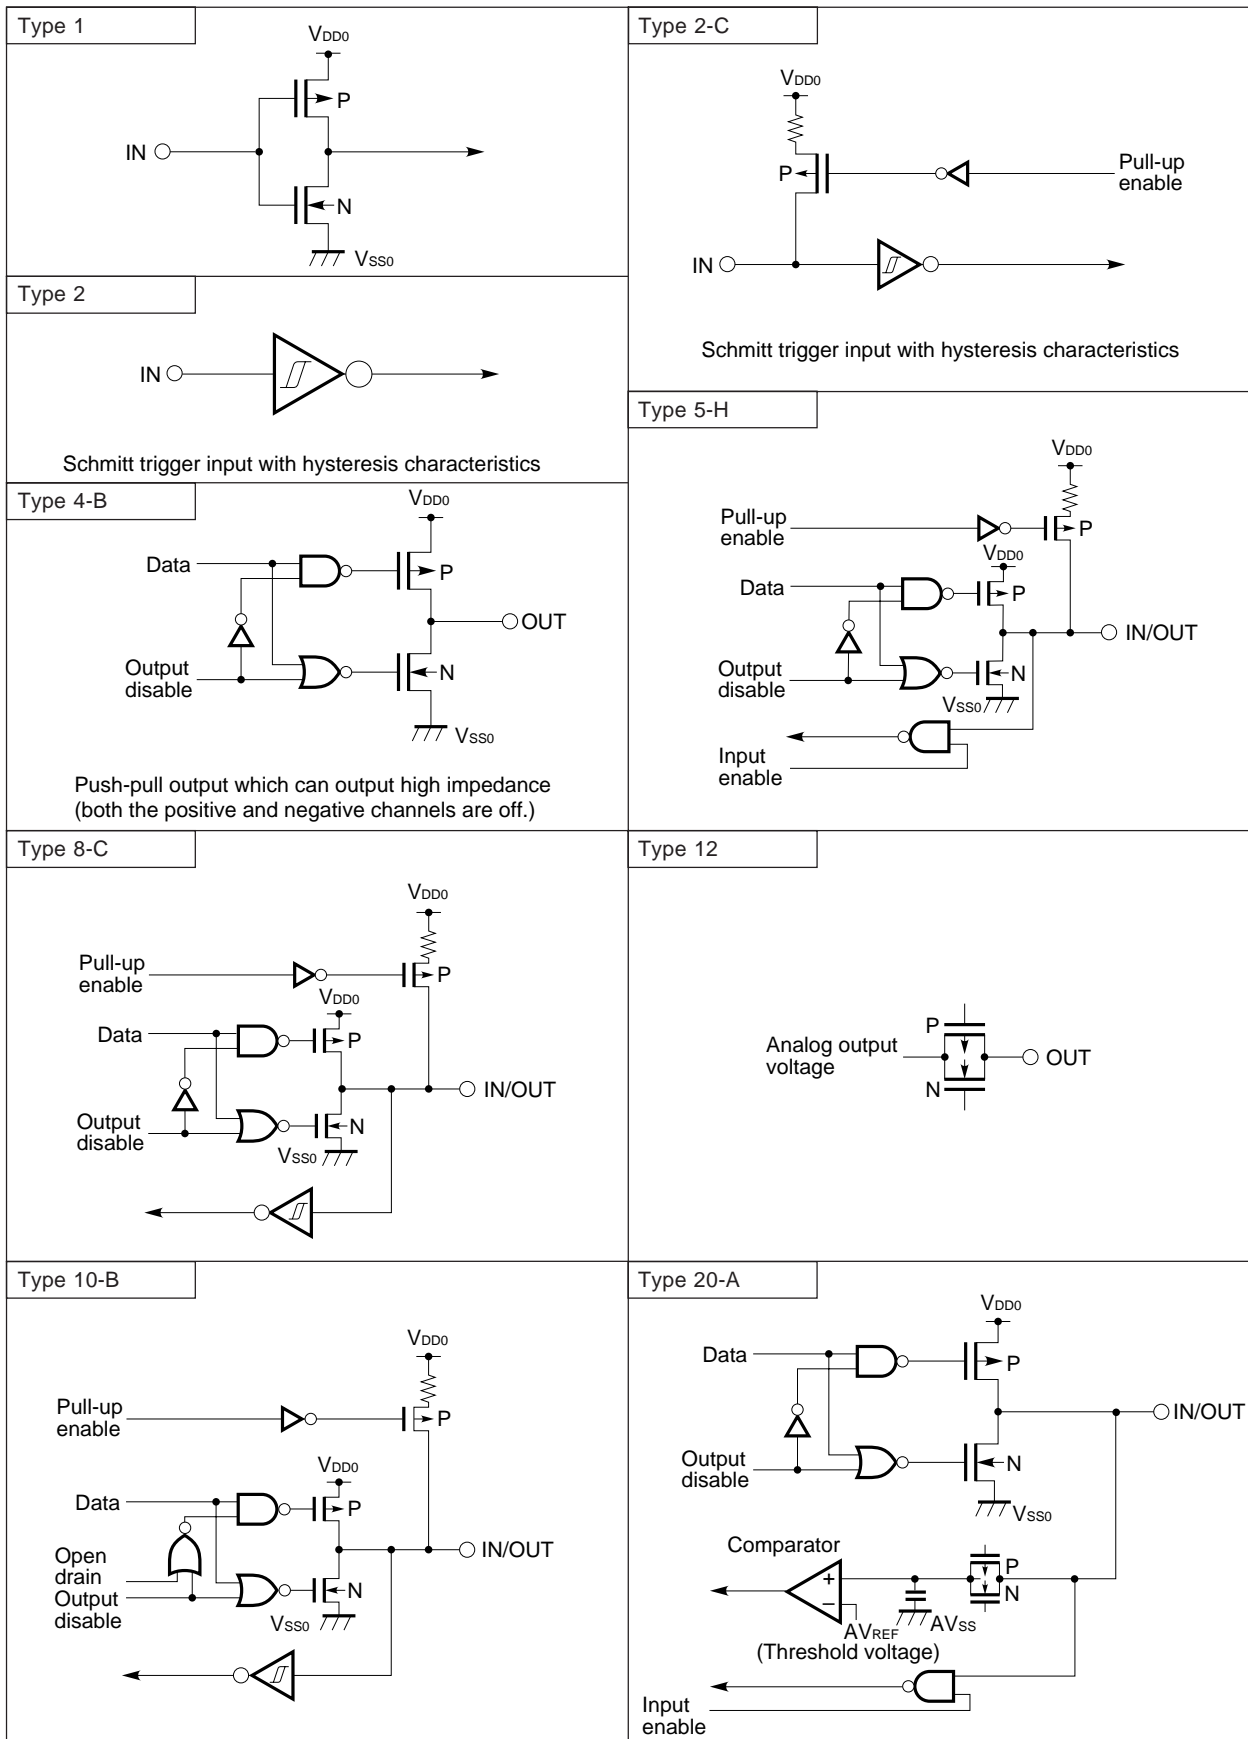 Type 1
VDD0
P
IN
N
VSS0
Type 2-C
VDD0
P
Pull-up
enable
IN
Schmitt trigger input with hysteresis characteristics
Type 2
IN
Schmitt trigger input with hysteresis characteristics
Type 5-H
VDD0
Pull-up
enable
P
VDD0
Data
P
IN/OUT
Output
disable
N
VSS0
Input
enable
Type 4-B
VDD0
Data
P
OUT
Output
disable
N
VSS0
Push-pull output which can output high impedance
(both the positive and negative channels are off.)
Type 8-C
VDD0
Pull-up
enable
P
VDD0
Data
P
IN/OUT
Output
disable
N
VSS0
Type 12
P
Analog output
voltage
OUT
N
Type 10-B
VDD0
Pull-up
enable
P
VDD0
Data
P
IN/OUT
Open
drain
Output
disable
N
VSS0
Type 20-A
VDD0
Data
P
IN/OUT
Output
disable
N
VSS0
Comparator
P
N
+
−
AVREF
AVSS
(Threshold voltage)
Input
enable